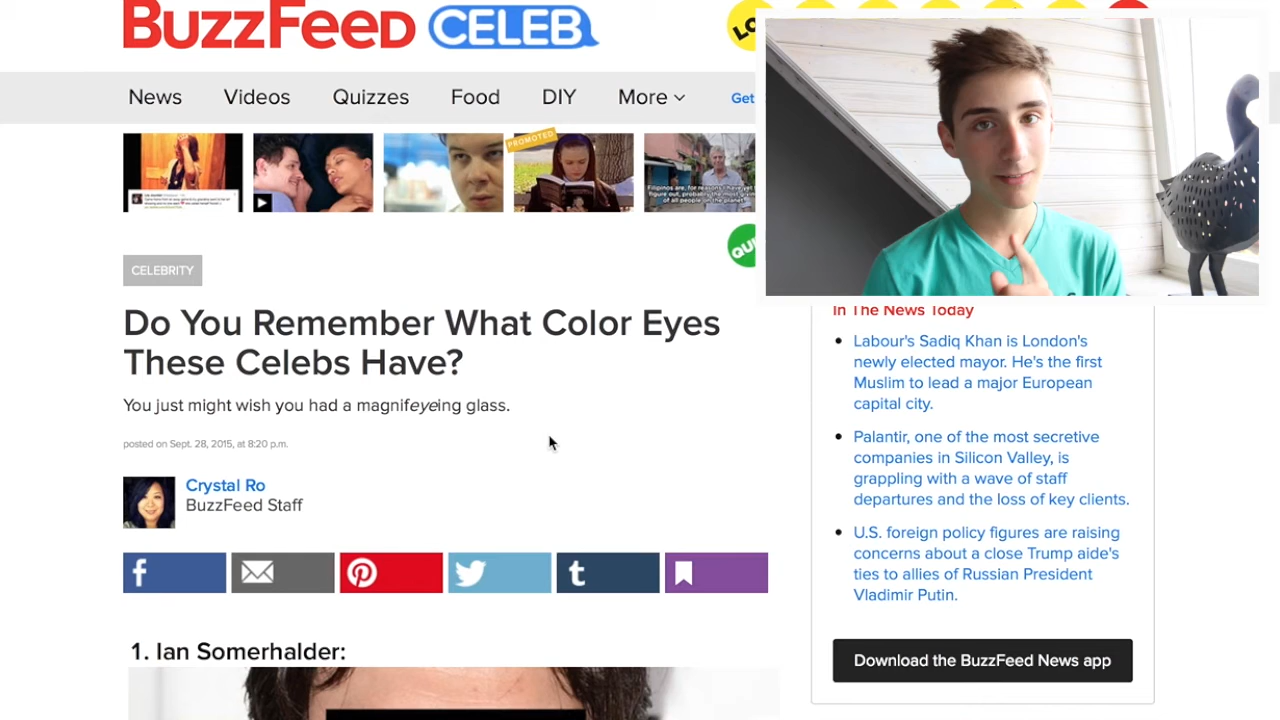 BuzzFeed CELEB
LO
News Videos Quizzes Food DIY More Get
PROMOTED
QUI
CELEBRITY
Do You Remember What Color Eyes
These Celebs Have?
You just might wish you had a magnifeyeing glass.
posted on Sept. 28, 2015, at 8:20 p.m.
Crystal Ro
BuzzFeed Staff
f
t
1. Ian Somerhalder:
In The News Today
Labour's Sadiq Khan is London's
newly elected mayor. He's the first
Muslim to lead a major European
capital city.
Palantir, one of the most secretive
companies in Silicon Valley, is
grappling with a wave of staff
departures and the loss of key clients.
U.S. foreign policy figures are raising
concerns about a close Trump aide's
ties to allies of Russian President
Vladimir Putin.
Download the BuzzFeed News app